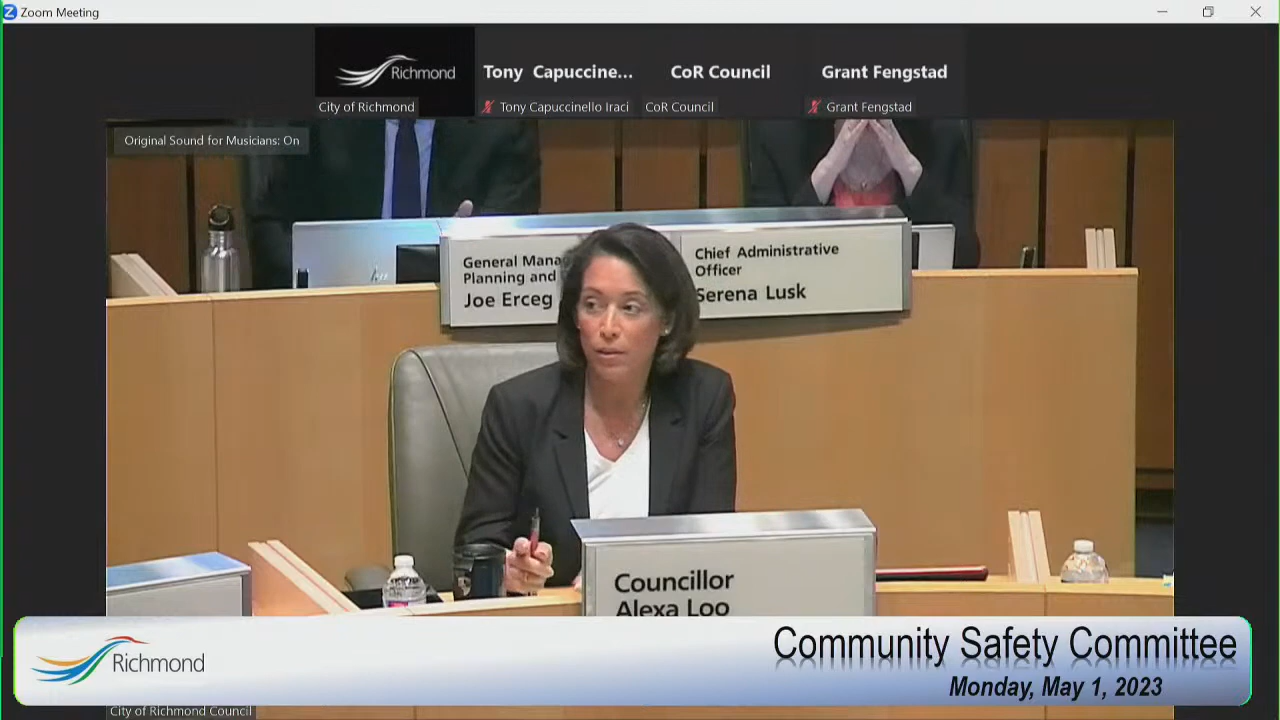 Zoom Meeting
Richmond
Tony Capuccine...
CoR Council
Grant Fengstad
City of Richmond
Tony Capuccinello Iraci
CoR Council
Grant Fengstad
Original Sound for Musicians: On
General Mana
Planning and
Joe Erceg
Chief Administrative
Officer
Serena Lusk
Councillor
Alexa Loo
Richmond
Community Safety Committee
Monday, May 1, 2023
City of Richmond Council